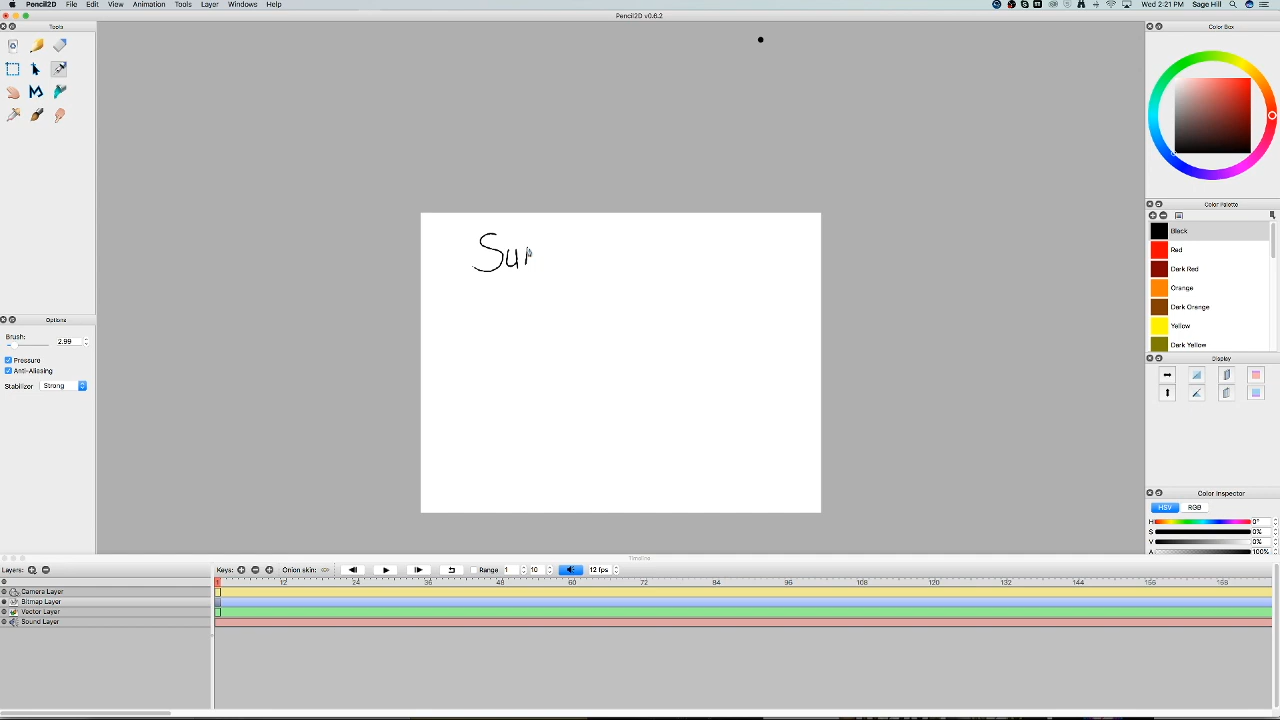 Pencil2D File Edit View Animation Tools Layer Windows Help Wed 2:21 PM Sage Hill
Pencil2D v0.6.2
Tools
Color Box
Sur
Color Palette
Black
Red
Dark Red
Orange
Dark Orange
Yellow
Dark Yellow
Options
Brush:
2.99
Pressure
Anti-Aliasing
Stabilizer Strong
Display
Color Inspector
HSV RGB
H 0°
S 0%
V 0%
A 100%
Timeline
Layers: Keys: Onion skin: Range 1 10 12 fps
1 12 24 36 48 60 72 84 96 108 120 132 144 156 168
Camera Layer
Bitmap Layer
Vector Layer
Sound Layer